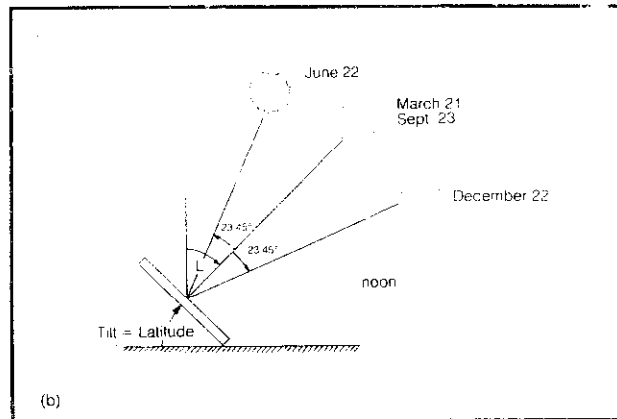 June 22
March 21
Sept 23
December 22
23.45°
23.45°
L
noon
Tilt = Latitude
(b)